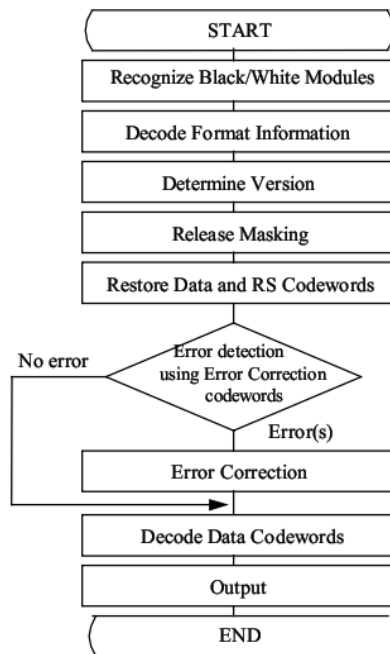 START
Recognize Black/White Modules
Decode Format Information
Determine Version
Release Masking
Restore Data and RS Codewords
No error
Error detection
using Error Correction
codewords
Error(s)
Error Correction
Decode Data Codewords
Output
END